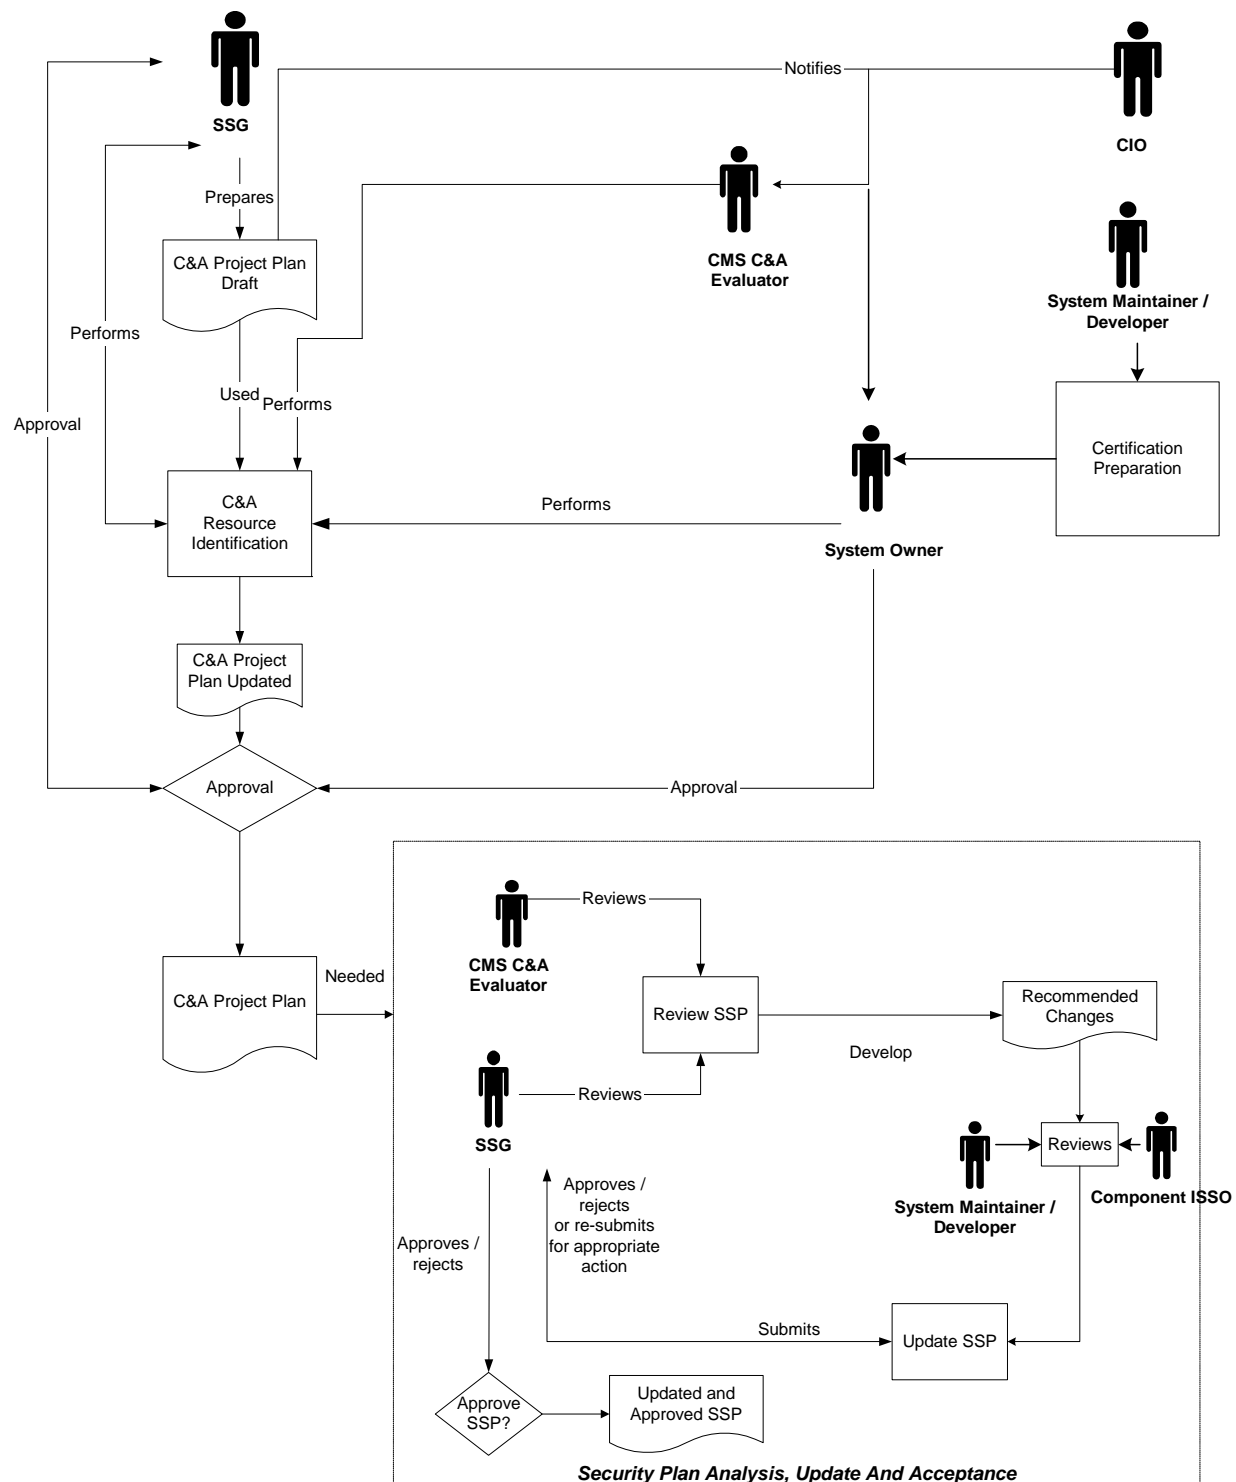 Notifies
SSG
CIO
Prepares
CMS C&A
Evaluator
C&A Project Plan
Draft
System Maintainer /
Developer
Performs
Used
Performs
Approval
Certification
Preparation
C&A
Resource
Identification
Performs
System Owner
C&A Project
Plan Updated
Approval
Approval
Reviews
CMS C&A
Evaluator
Needed
C&A Project Plan
Review SSP
Recommended
Changes
Develop
Reviews
SSG
Reviews
System Maintainer /
Developer
Component ISSO
Approves /
rejects
or re-submits
for appropriate
action
Approves /
rejects
Submits
Update SSP
Approve
SSP?
Updated and
Approved SSP
Security Plan Analysis, Update And Acceptance